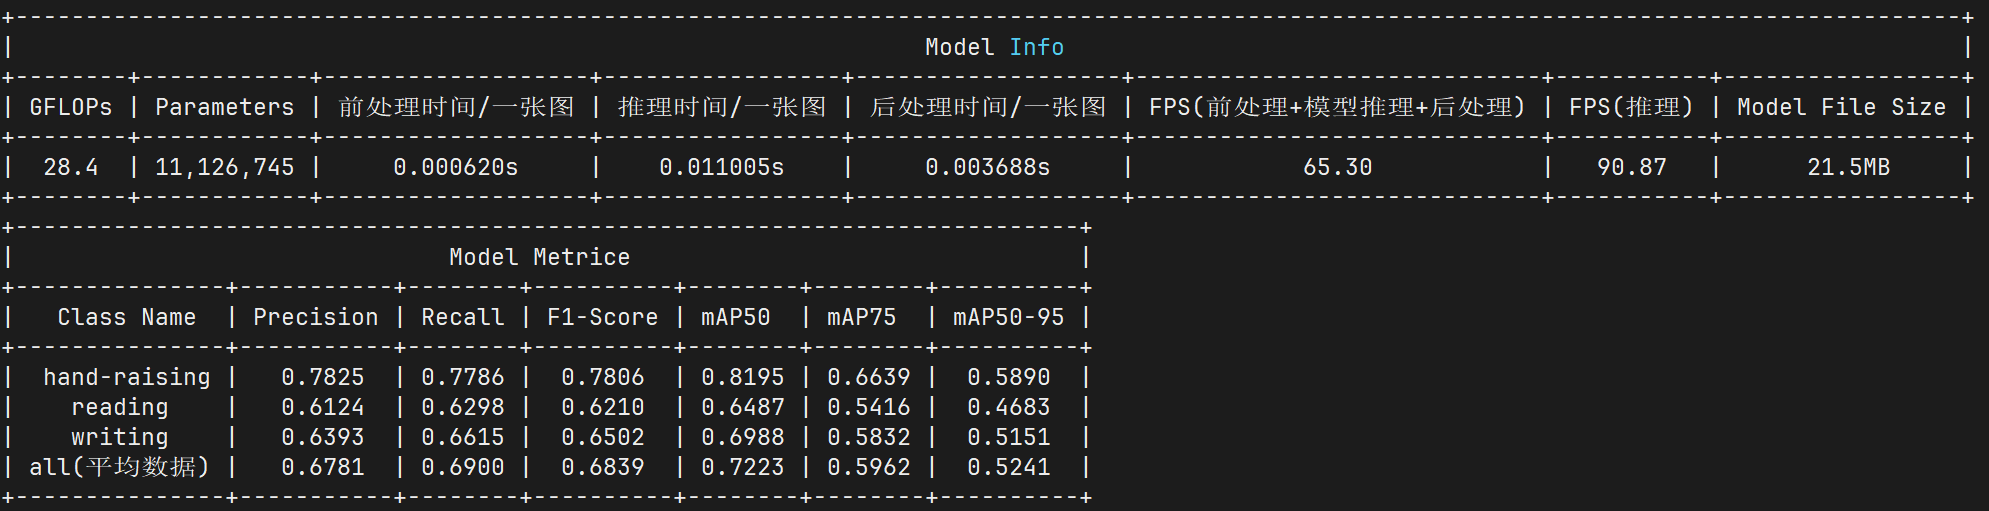 Model Info
| GFLOPs | Parameters | 前处理时间/一张图 | 推理时间/一张图 | 后处理时间/一张图 | FPS(前处理+模型推理+后处理) | FPS(推理) | Model File Size |
| 28.4 | 11,126,745 | 0.000620s | 0.011005s | 0.003688s | 65.30 | 90.87 | 21.5MB |
Model Metrice
| Class Name | Precision | Recall | F1-Score | mAP50 | mAP75 | mAP50-95 |
| hand-raising | 0.7825 | 0.7786 | 0.7806 | 0.8195 | 0.6639 | 0.5890 |
| reading | 0.6124 | 0.6298 | 0.6210 | 0.6487 | 0.5416 | 0.4683 |
| writing | 0.6393 | 0.6615 | 0.6502 | 0.6988 | 0.5832 | 0.5151 |
| all(平均数据) | 0.6781 | 0.6900 | 0.6839 | 0.7223 | 0.5962 | 0.5241 |